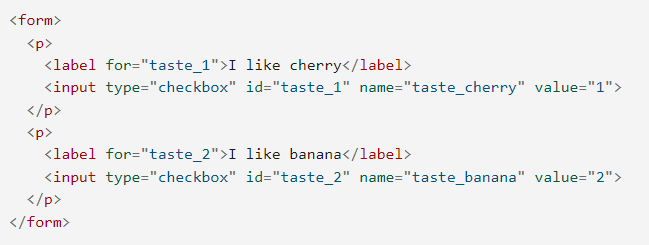 <form>
  <p>
    <label for="taste_1">I like cherry</label>
    <input type="checkbox" id="taste_1" name="taste_cherry" value="1">
  </p>
  <p>
    <label for="taste_2">I like banana</label>
    <input type="checkbox" id="taste_2" name="taste_banana" value="2">
  </p>
</form>